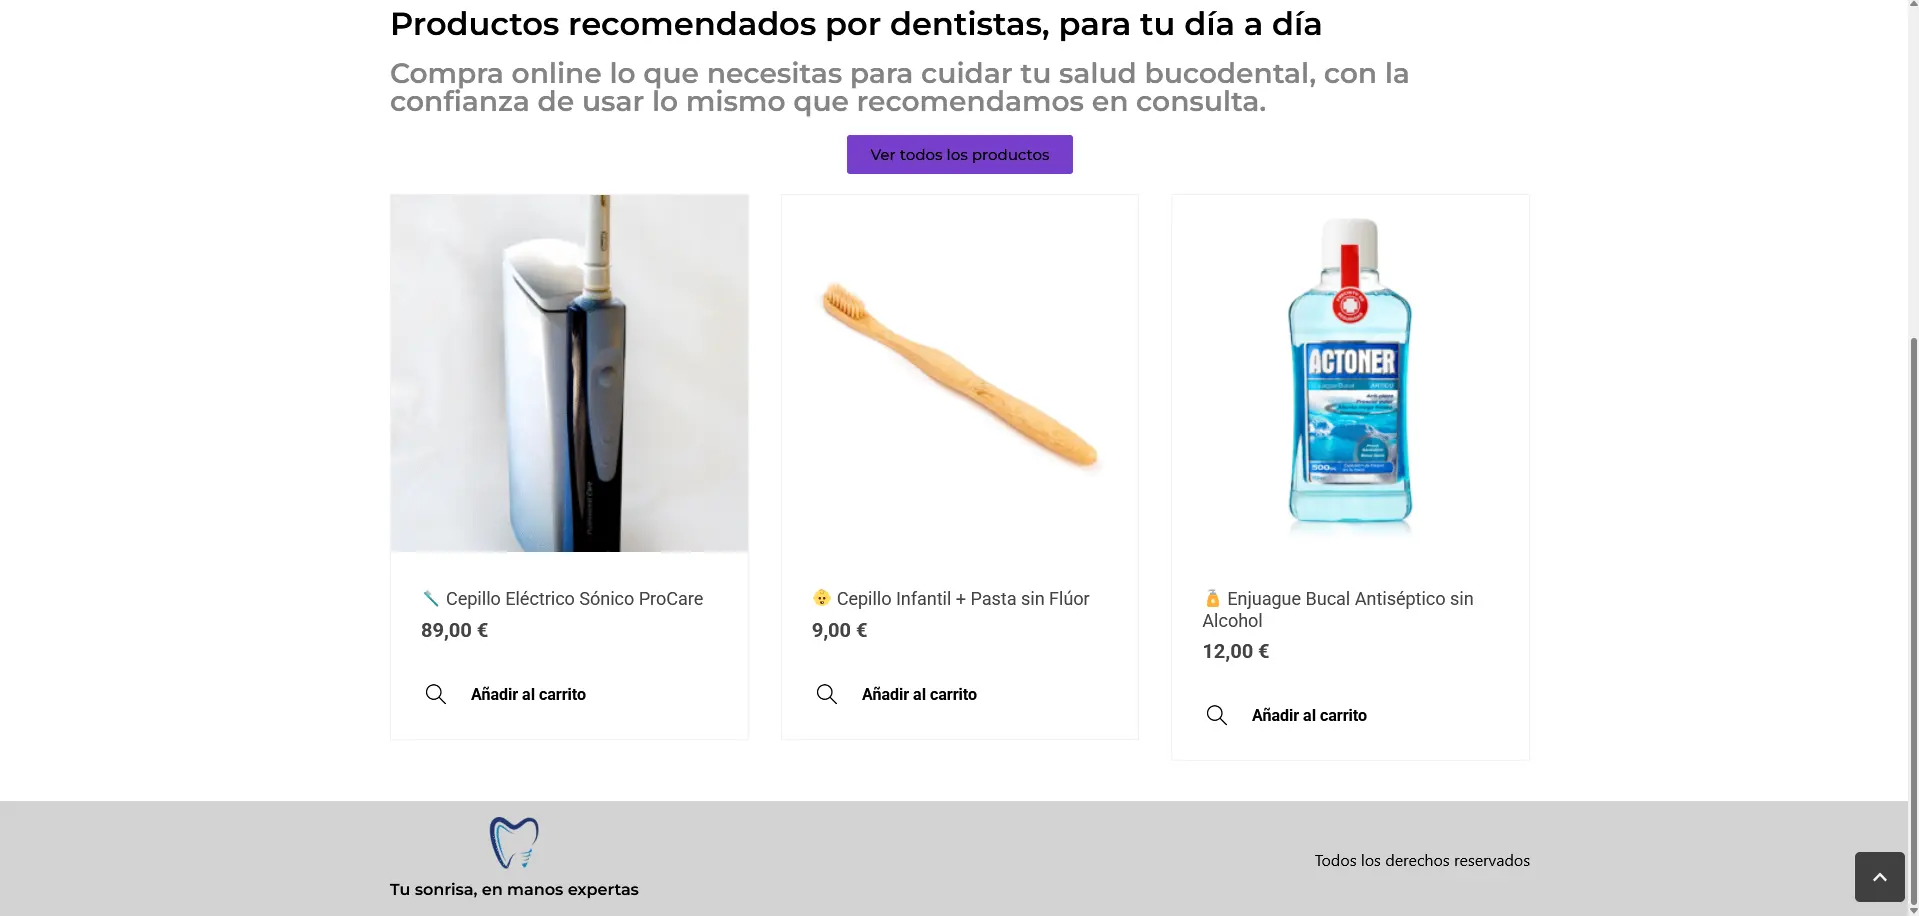 Productos recomendados por dentistas, para tu día a día
Compra online lo que necesitas para cuidar tu salud bucodental, con la
confianza de usar lo mismo que recomendamos en consulta.
Ver todos los productos
ACTONER
500
Cepillo Eléctrico Sónico ProCare
89,00 €
Añadir al carrito
Cepillo Infantil + Pasta sin Flúor
9,00 €
Añadir al carrito
Enjuague Bucal Antiséptico sin
Alcohol
12,00 €
Añadir al carrito
Tu sonrisa, en manos expertas
Todos los derechos reservados